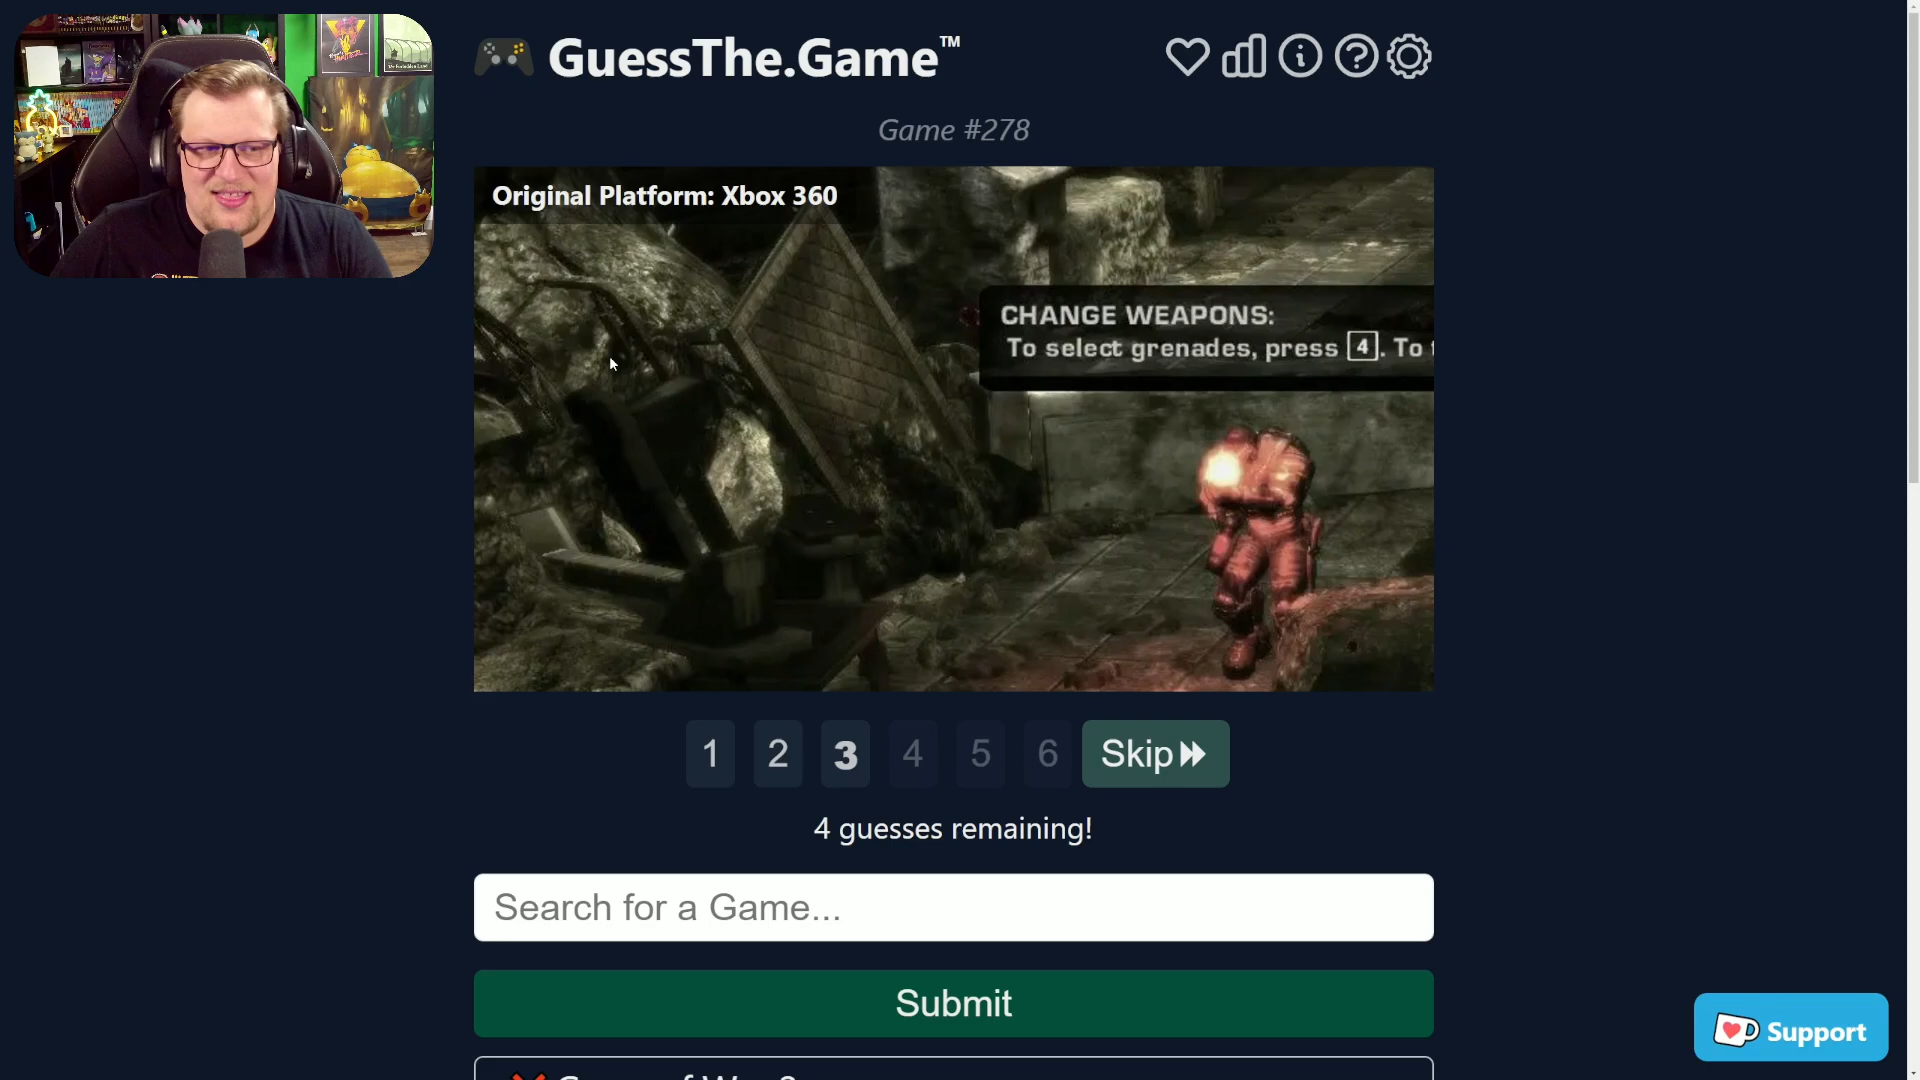 GuessThe.Game™
Game #278
Original Platform: Xbox 360
CHANGE WEAPONS:
To select grenades, press 4. To
1 2 3 4 5 6 Skip
4 guesses remaining!
Search for a Game...
Submit
Support